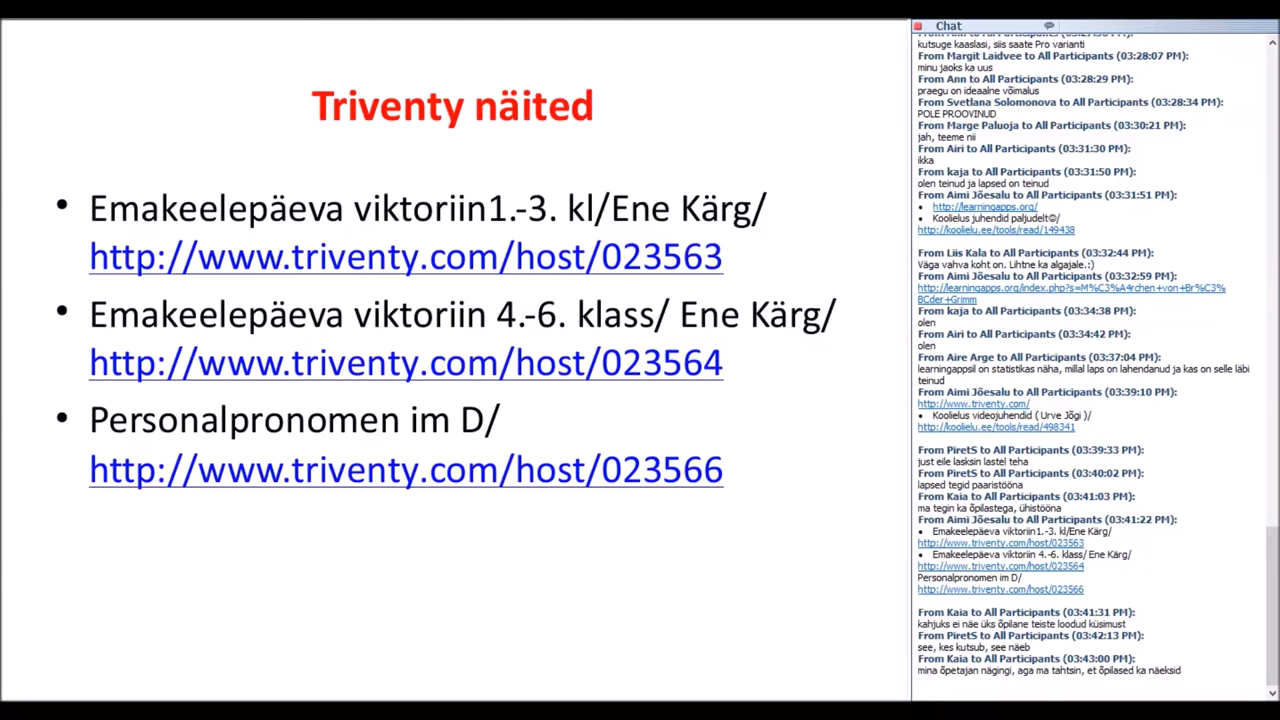 Triventy näited
• Emakeelepäeva viktoriin1.-3. kl/Ene Kärg/
http://www.triventy.com/host/023563
• Emakeelepäeva viktoriin 4.-6. klass/ Ene Kärg/
http://www.triventy.com/host/023564
• Personalpronomen im D/
http://www.triventy.com/host/023566
Chat
kutsuge kaaslasi, siis saate Pro varianti
From Margit Laidvee to All Participants (03:28:07 PM):
minu jaoks ka uus
From Ann to All Participants (03:28:29 PM):
praegu on ideaalne võimalus
From Svetlana Solomonova to All Participants (03:28:34 PM):
POLE PROOVINUD
From Marge Paluoja to All Participants (03:30:21 PM):
jah, teeme nii
From Airi to All Participants (03:31:30 PM):
ikka
From kaja to All Participants (03:31:50 PM):
olen teinud ja lapsed on teinud
From Aimi Jõesalu to All Participants (03:31:51 PM):
• http://learningapps.org/
• Koolielus juhendid paljudelt☺/
http://koolielu.ee/tools/read/149438
From Liis Kala to All Participants (03:32:44 PM):
Väga vahva koht on. Lihtne ka algajale.:)
From Aimi Jõesalu to All Participants (03:32:59 PM):
http://learningapps.org/index.php?s=M%C3%A4rchen+von+Br%C3%
BCder+Grimm
From kaja to All Participants (03:34:38 PM):
olen
From Airi to All Participants (03:34:42 PM):
olen
From Aire Arge to All Participants (03:37:04 PM):
learningappsil on statistikas näha, millal laps on lahendanud ja kas on selle läbi
teinud
From Aimi Jõesalu to All Participants (03:39:10 PM):
http://www.triventy.com/
• Koolielus videojuhendid ( Urve Jõgi )/
http://koolielu.ee/tools/read/498341
From PiretS to All Participants (03:39:33 PM):
just eile lasksin lastel teha
From PiretS to All Participants (03:40:02 PM):
lapsed tegid paaristööna
From Kaia to All Participants (03:41:03 PM):
ma tegin ka õpilastega, ühistööna
From Aimi Jõesalu to All Participants (03:41:22 PM):
• Emakeelepäeva viktoriin1.-3. kl/Ene Kärg/
http://www.triventy.com/host/023563
• Emakeelepäeva viktoriin 4.-6. klass/ Ene Kärg/
http://www.triventy.com/host/023564
Personalpronomen im D/
http://www.triventy.com/host/023566
From Kaia to All Participants (03:41:31 PM):
kahjuks ei näe üks õpilane teiste loodud küsimust
From PiretS to All Participants (03:42:13 PM):
see, kes kutsub, see näeb
From Kaia to All Participants (03:43:00 PM):
mina õpetajan nägingi, aga ma tahtsin, et õpilased ka näeksid